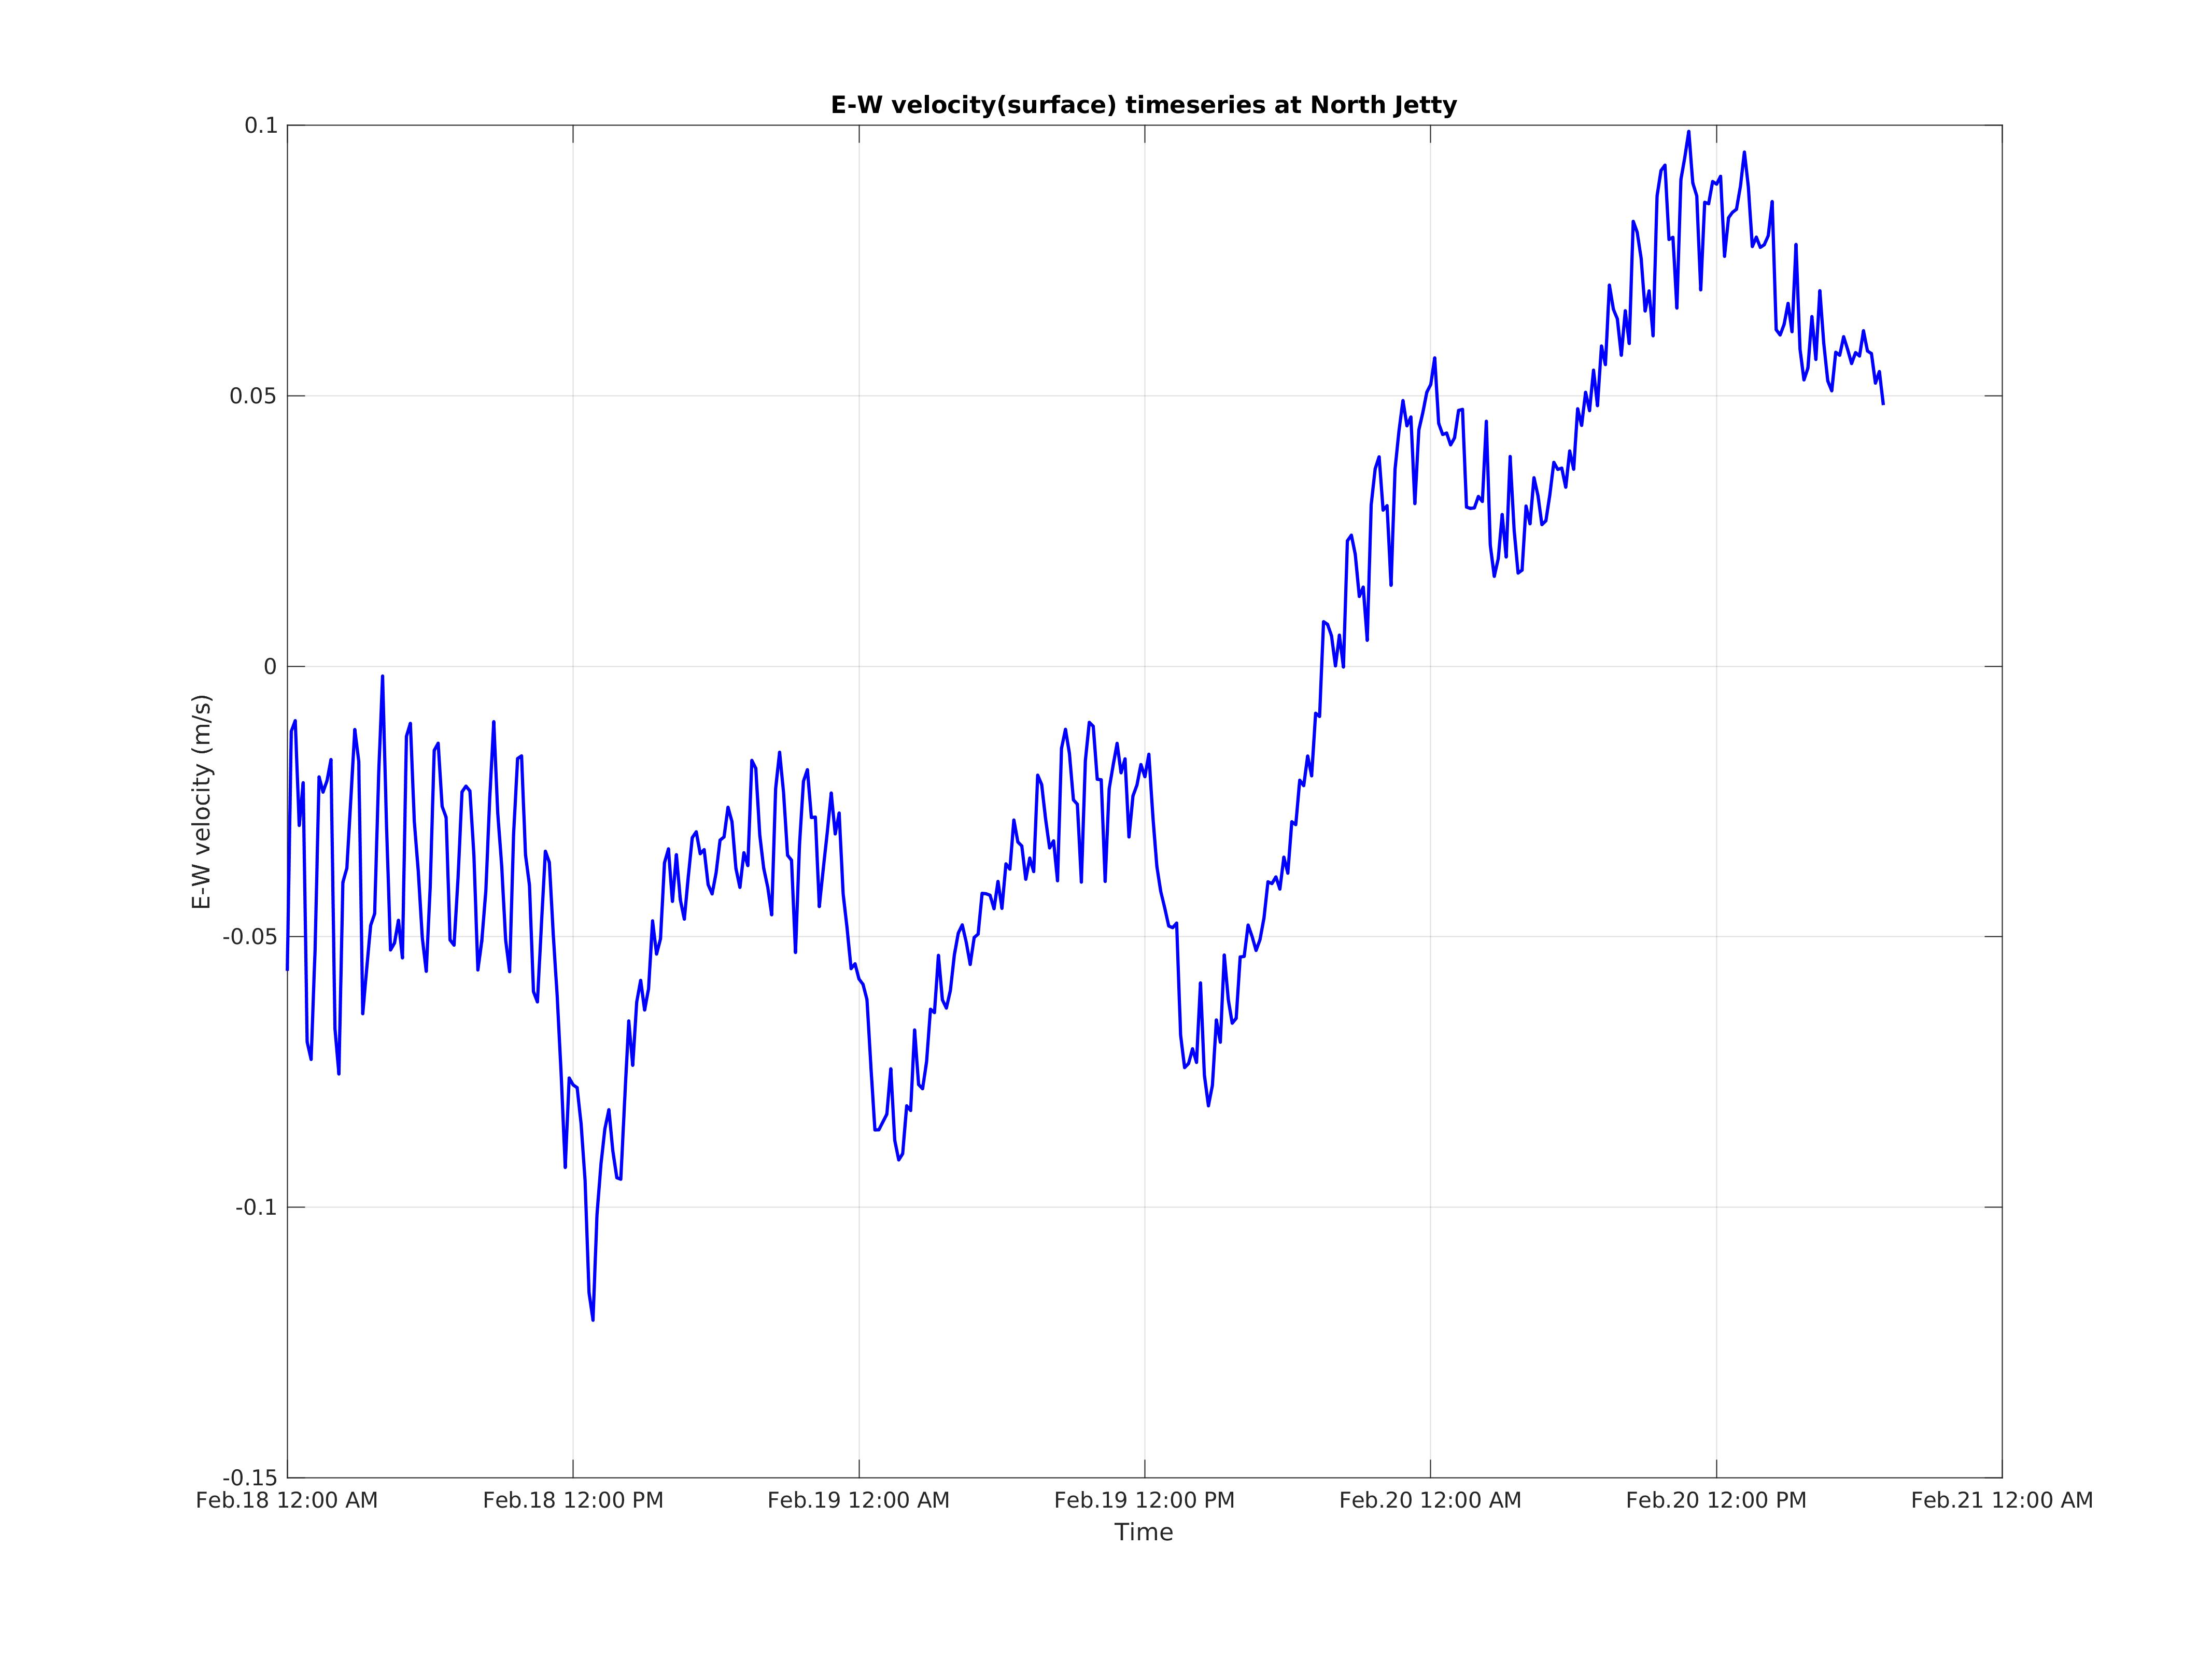 E-W velocity(surface) timeseries at North Jetty
0.1
0.05
0
-0.05
-0.1
-0.15
E-W velocity (m/s)
Feb.18 12:00 AM
Feb.18 12:00 PM
Feb.19 12:00 AM
Feb.19 12:00 PM
Feb.20 12:00 AM
Feb.20 12:00 PM
Feb.21 12:00 AM
Time